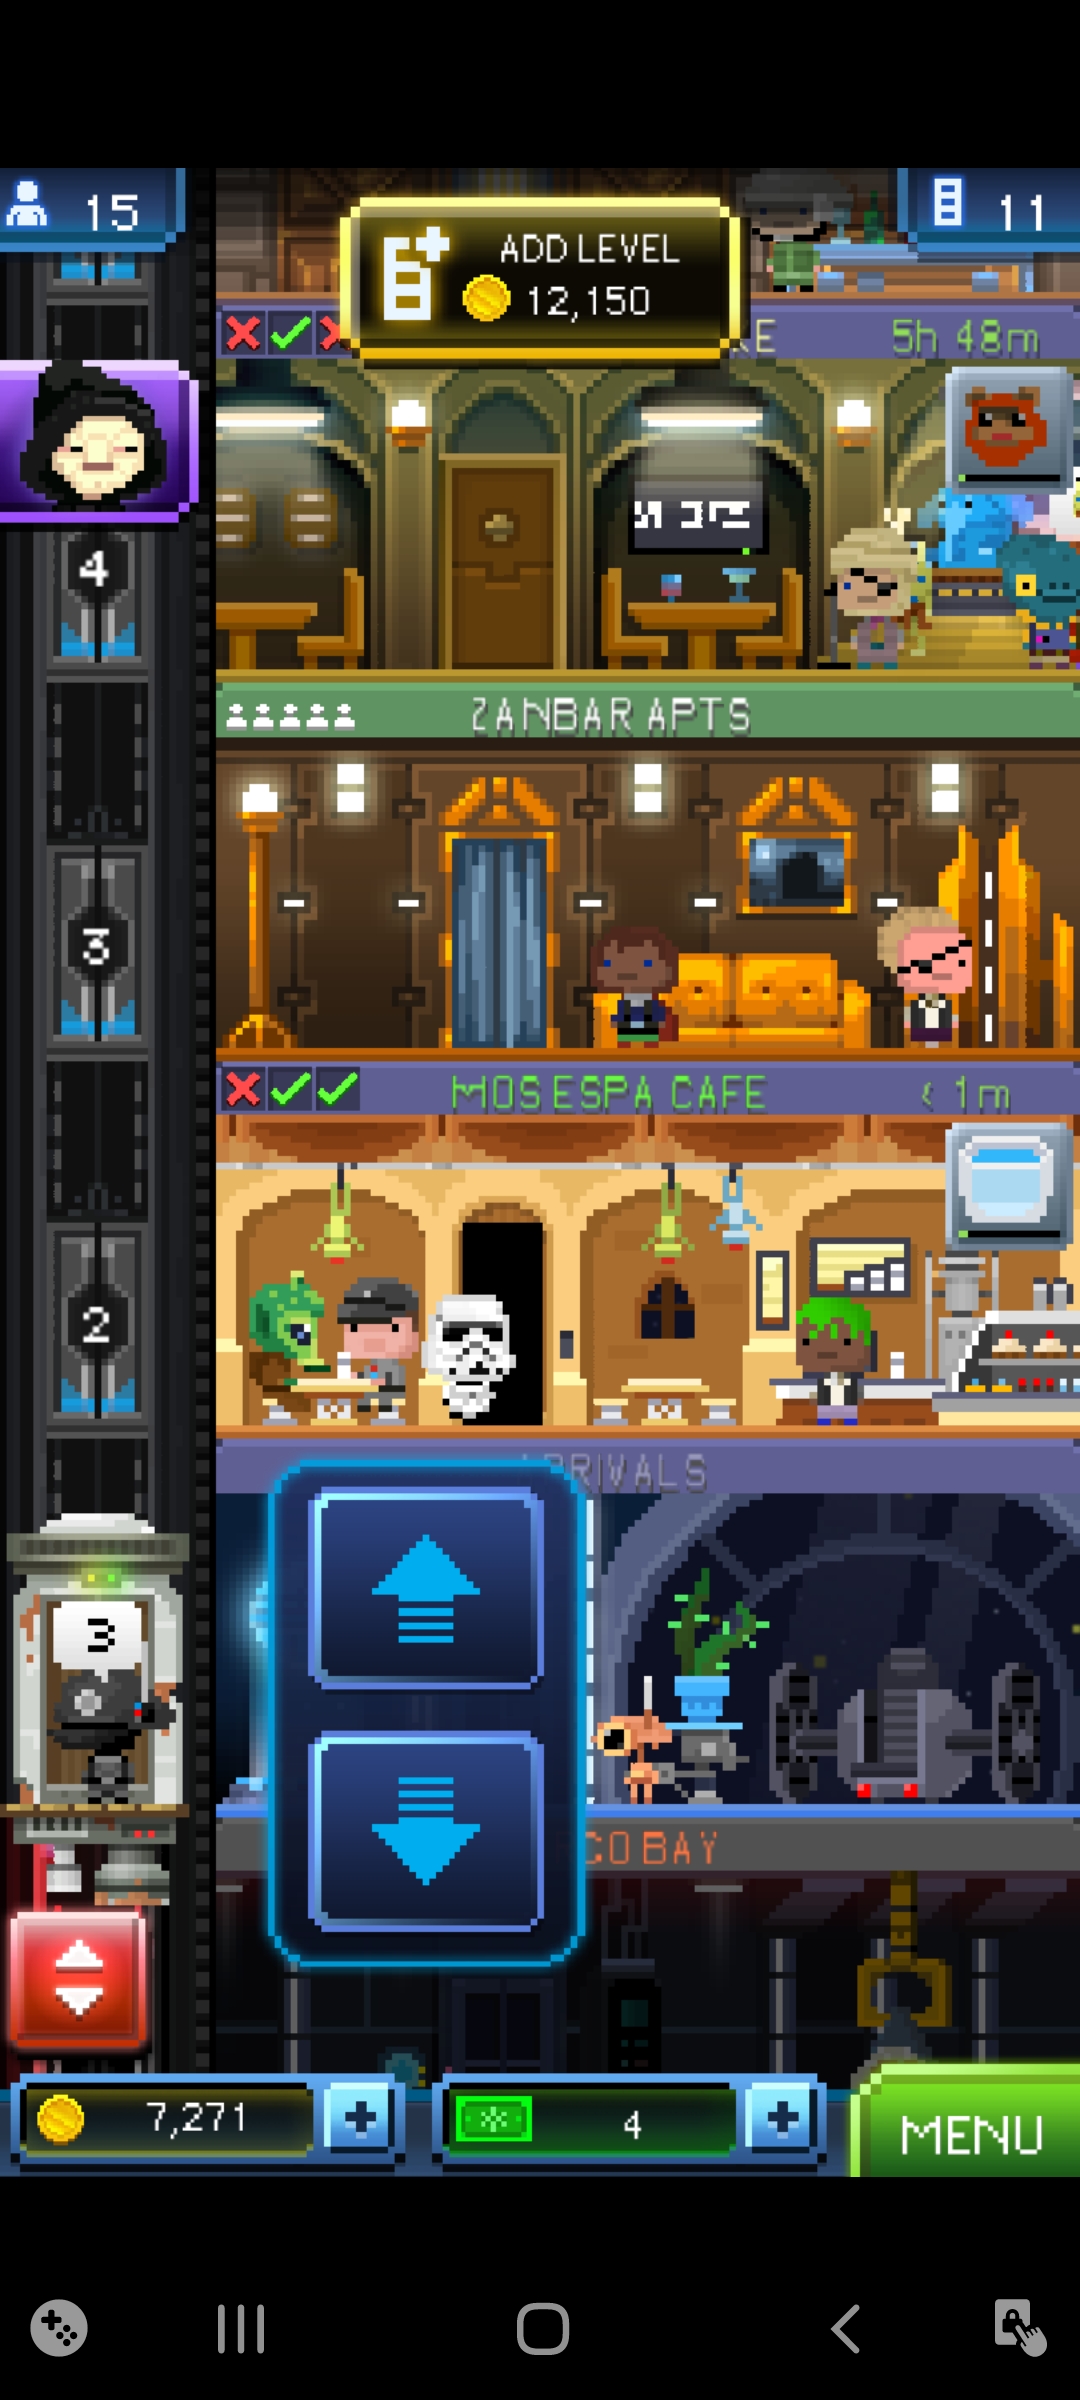 15
ADD LEVEL
12,150
11
KE
5h 48m
4
ZANBAR APTS
3
MOS ESPA CAFE
< 1m
2
RIVALS
3
CO BAY
7,271
4
MENU